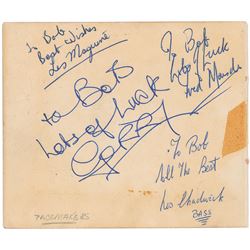 To Bob
Best Wishes
Les Maguire
To Bob
Lots of Luck
Gerry
To Bob
Lots Luck
Fred Marsden
To Bob
All The Best
Les Chadwick
BASS
PACEMAKERS